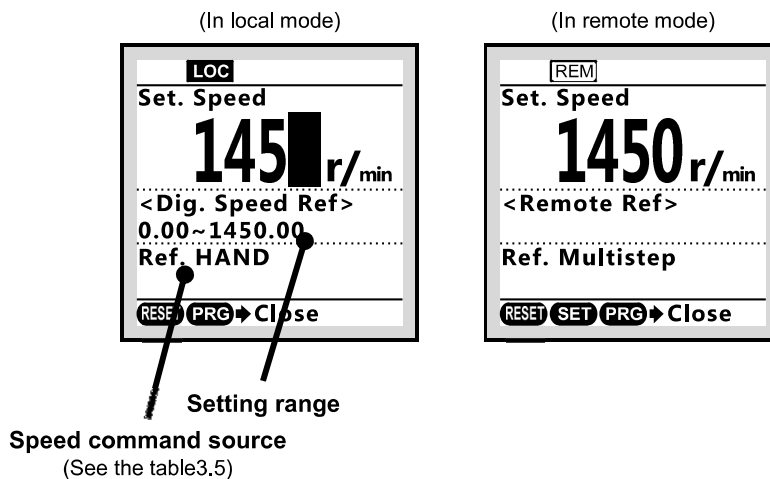 (In local mode)
LOC
Set. Speed
145 r/min
<Dig. Speed Ref>
0.00~1450.00
Ref. HAND
RESET PRG➔Close
Setting range
Speed command source
(See the table3.5)
(In remote mode)
REM
Set. Speed
1450 r/min
<Remote Ref>
Ref. Multistep
RESET SET PRG➔Close